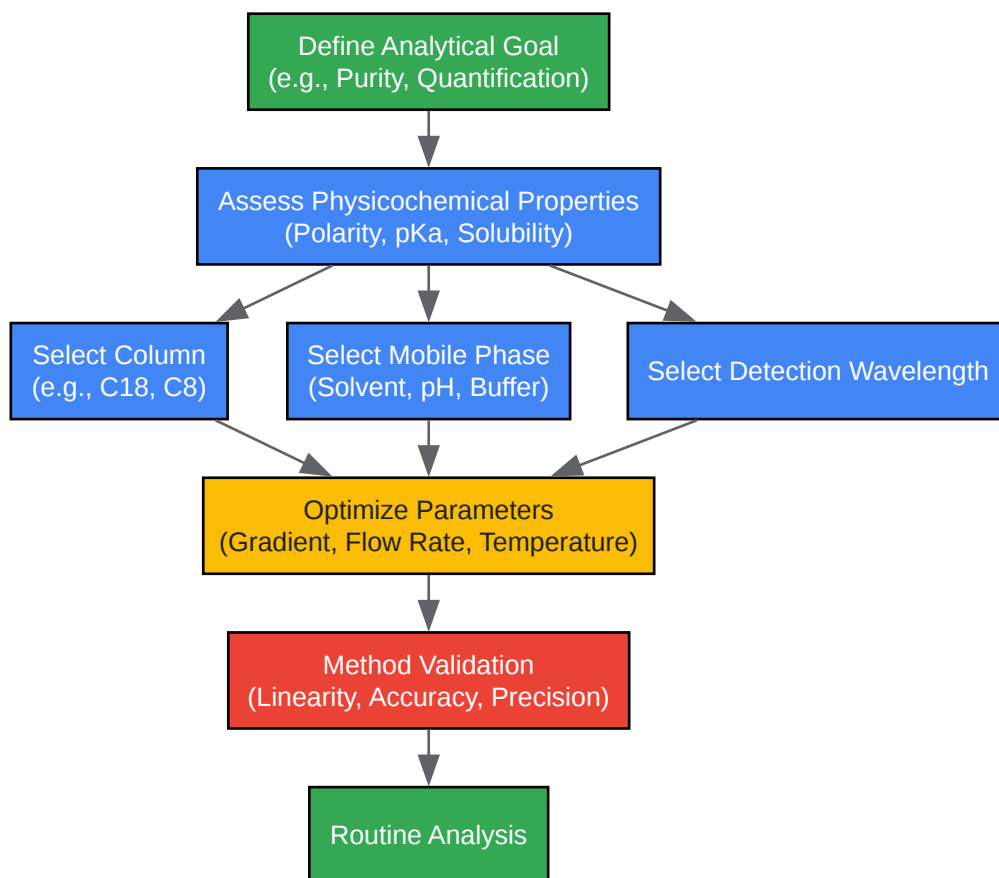 Define Analytical Goal
(e.g., Purity, Quantification)
Assess Physicochemical Properties
(Polarity, pKa, Solubility)
Select Column
(e.g., C18, C8)
Select Mobile Phase
(Solvent, pH, Buffer)
Select Detection Wavelength
Optimize Parameters
(Gradient, Flow Rate, Temperature)
Method Validation
(Linearity, Accuracy, Precision)
Routine Analysis